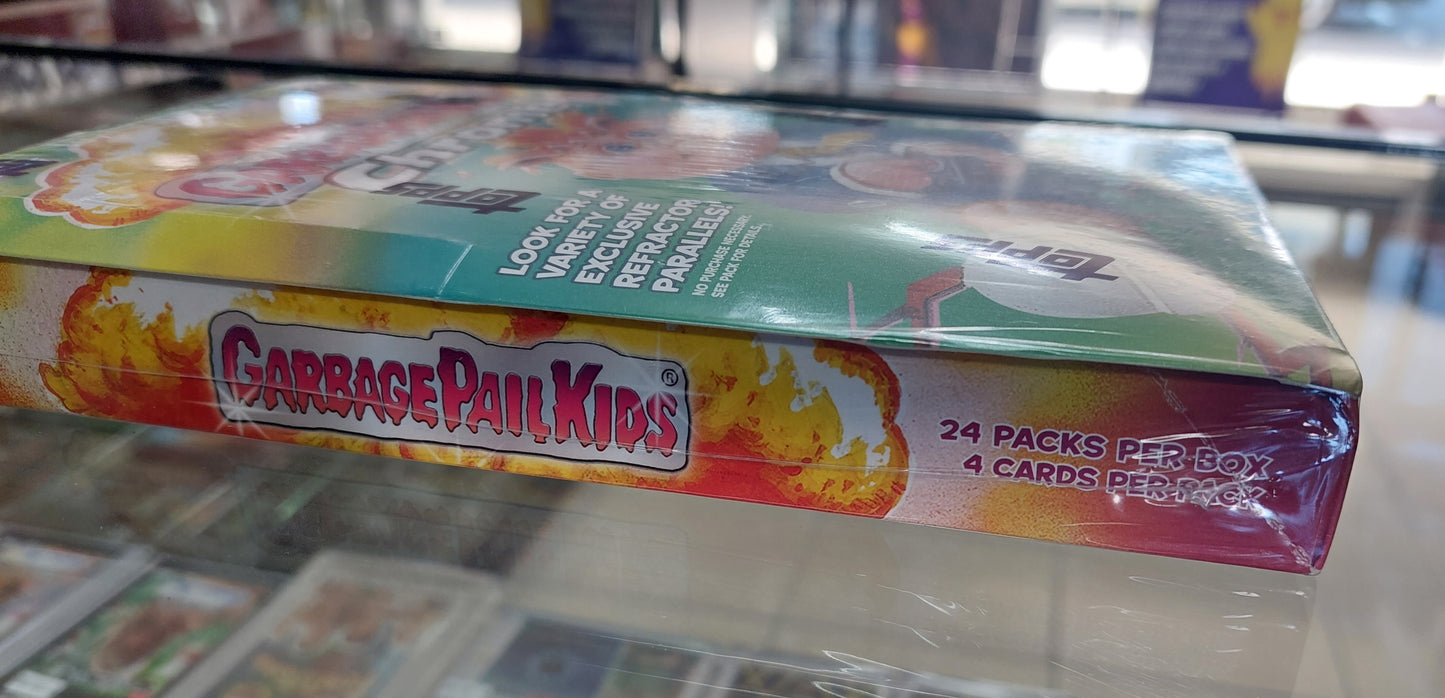 Chrome
topps
LOOK FOR A
VARIETY OF
EXCLUSIVE
REFRACTOR
PARALLELS!
NO PURCHASE NECESSARY.
SEE PACK FOR DETAILS.
topps
GARBAGE PAIL KIDS ®
24 PACKS PER BOX
4 CARDS PER PACK